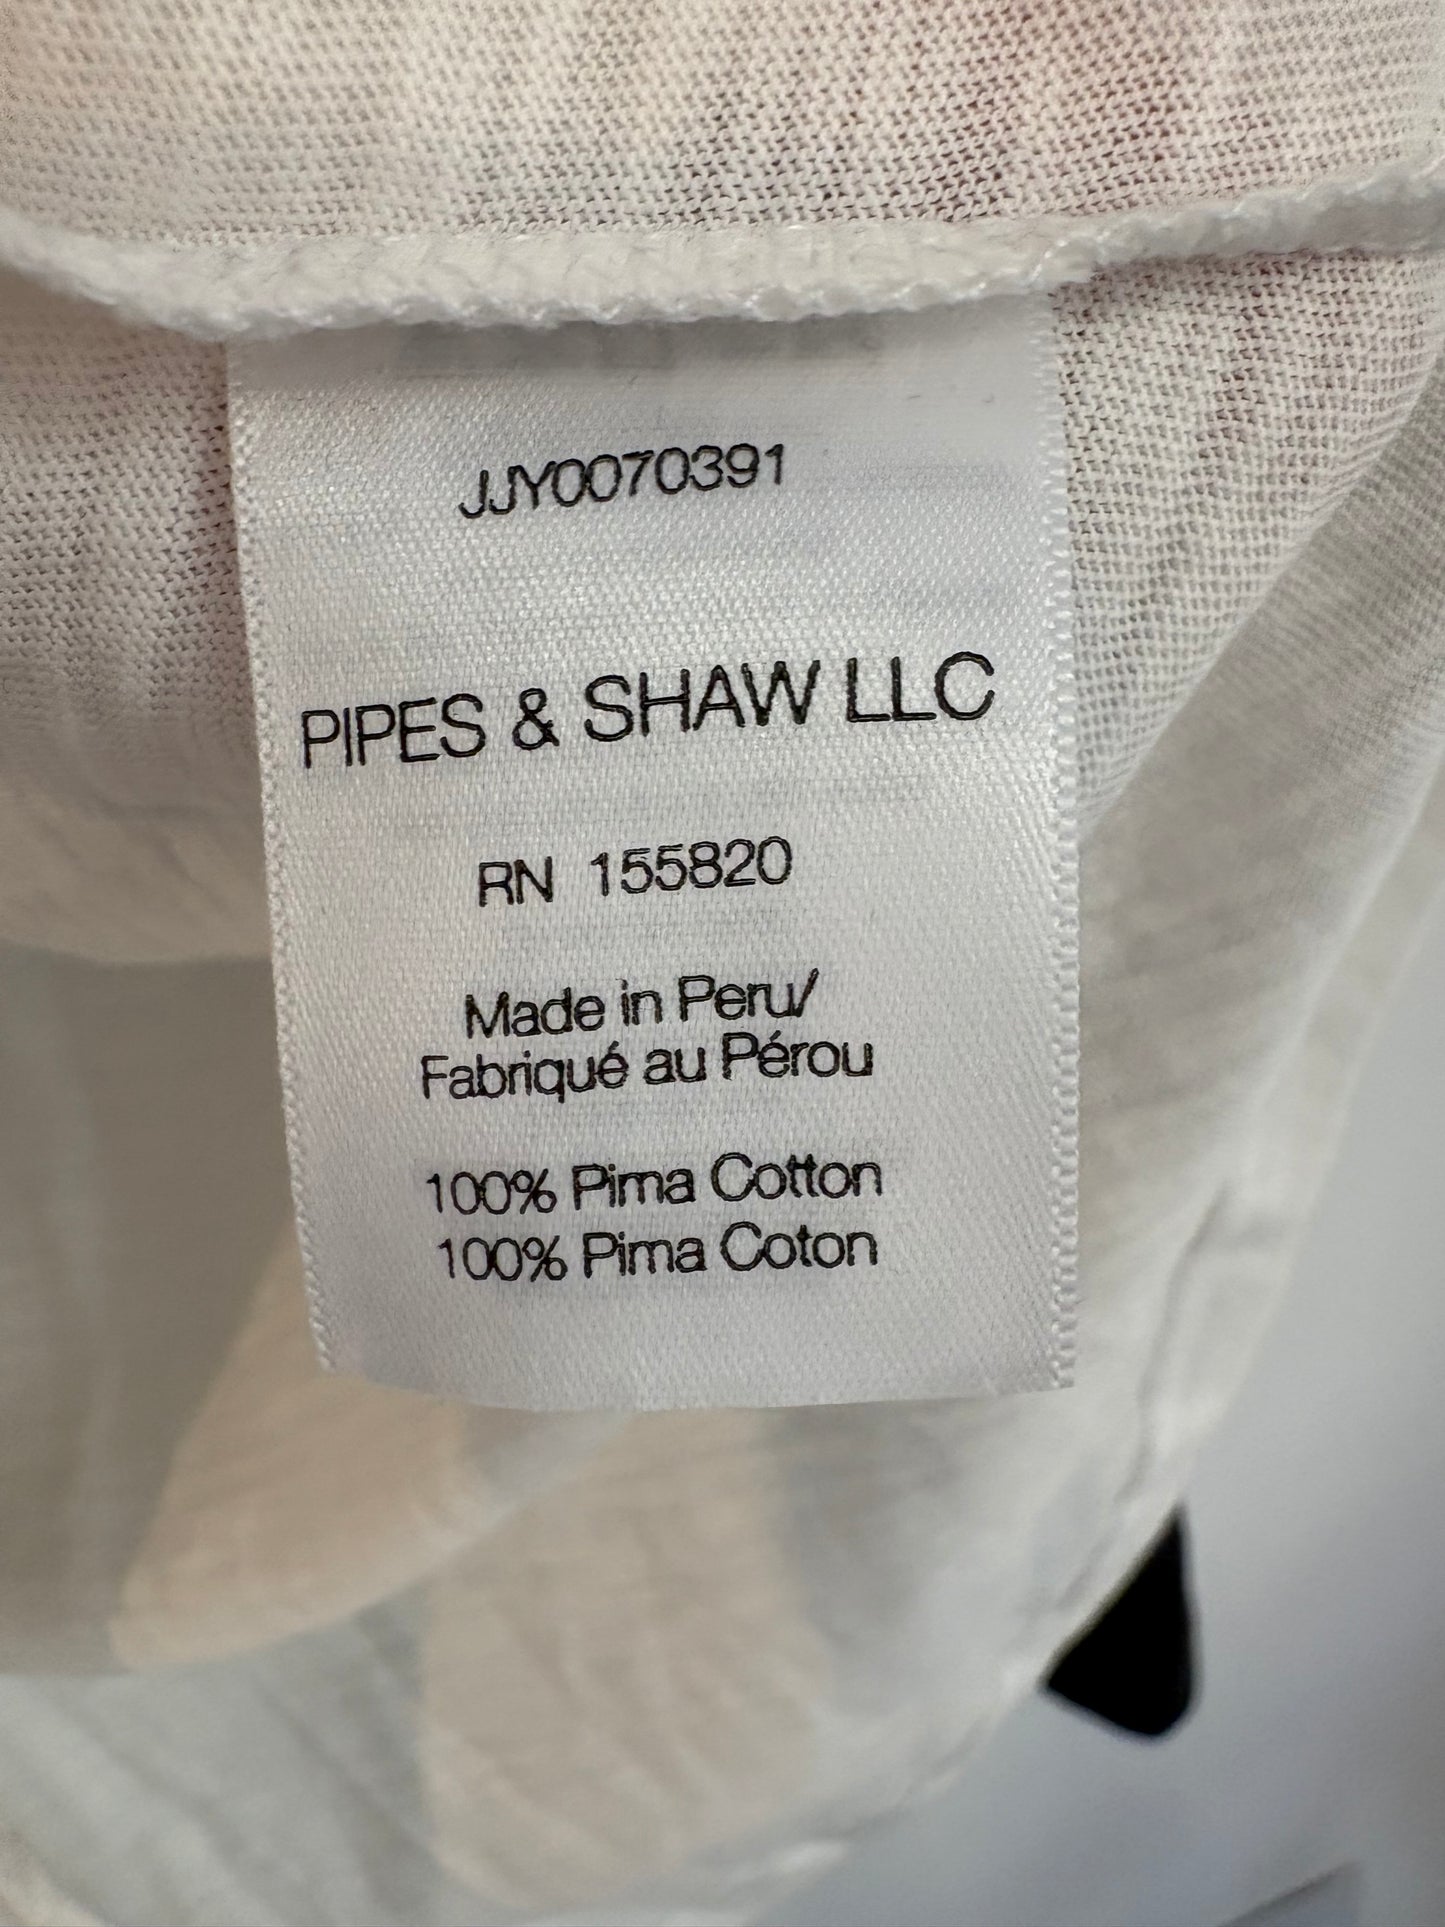 JJY0070391
PIPES & SHAW LLC
RN 155820
Made in Peru/
Fabriqué au Pérou
100% Pima Cotton
100% Pima Coton